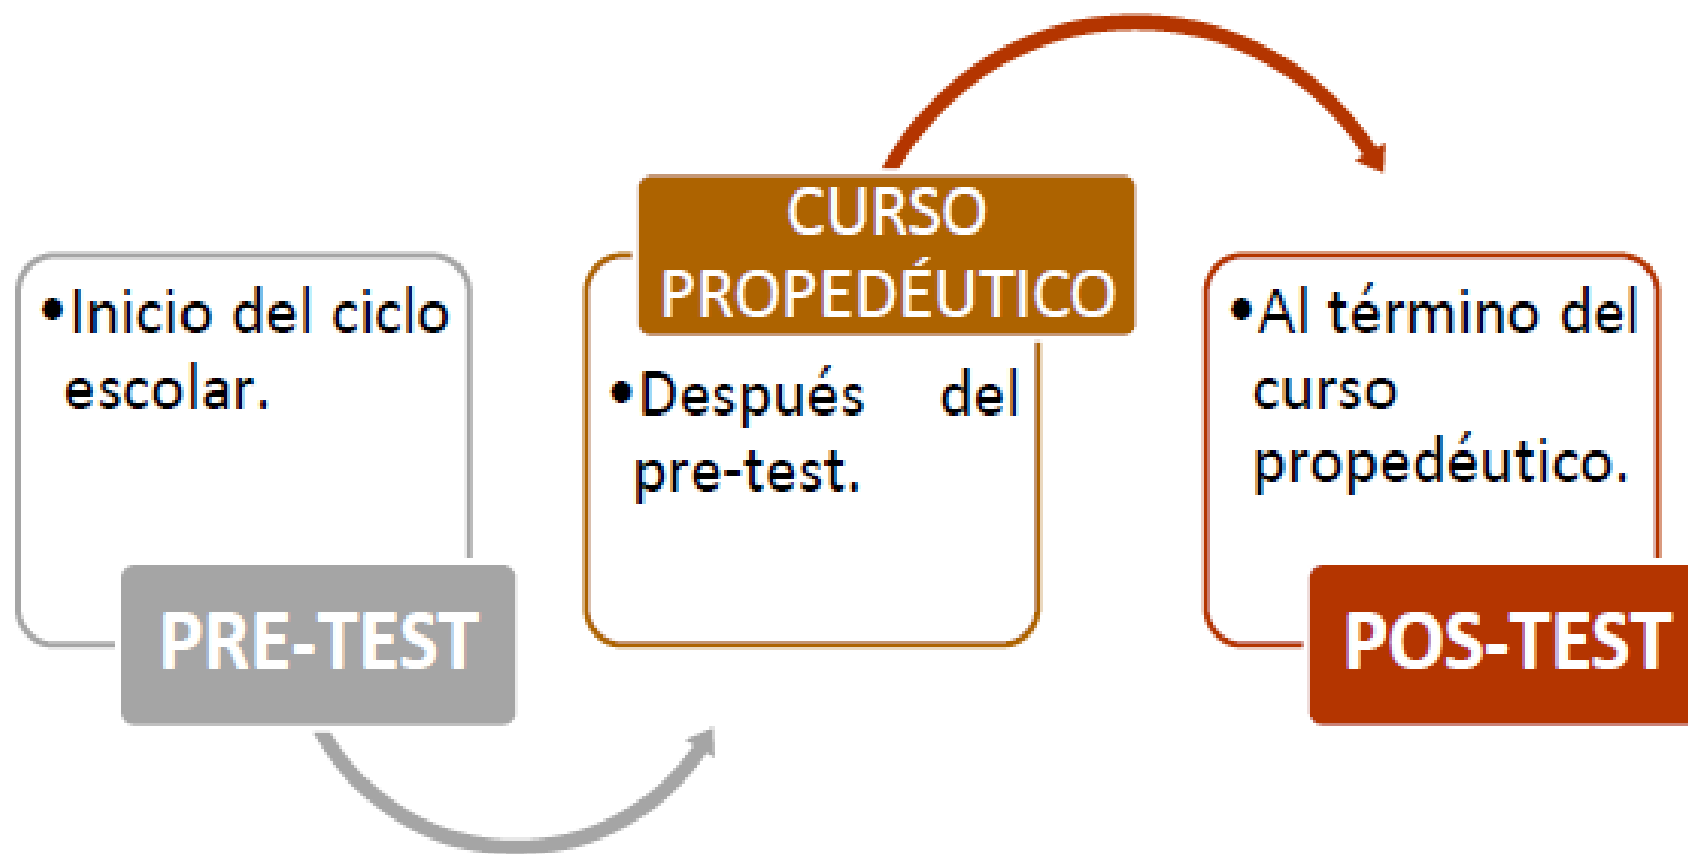 •Inicio del ciclo
escolar.
PRE-TEST
CURSO
PROPEDÉUTICO
•Después del
pre-test.
•Al término del
curso
propedéutico.
POS-TEST